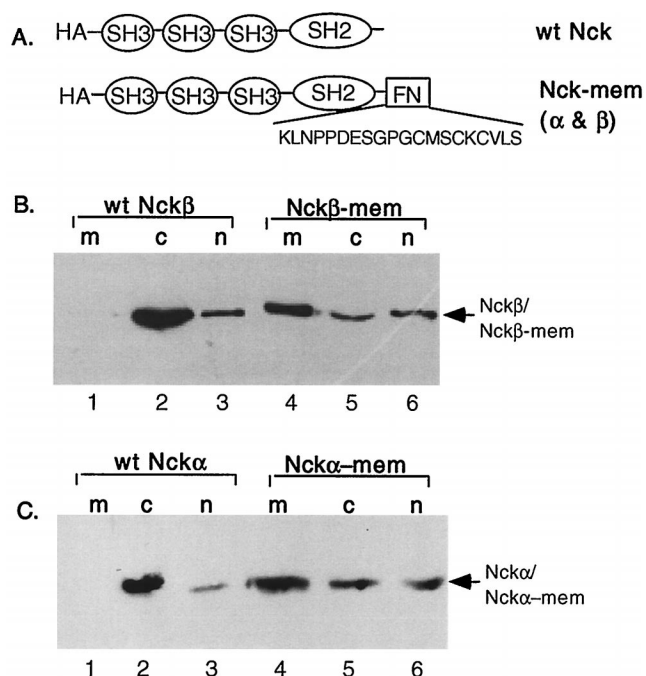 A.
HA SH3 SH3 SH3 SH2 wt Nck
HA SH3 SH3 SH3 SH2 FN Nck-mem
(α & β)
KLNPPDESGPGCMSCKCVLS
B.
wt Nckβ Nckβ-mem
m c n m c n
Nckβ/
Nckβ-mem
1 2 3 4 5 6
wt Nckα Nckα–mem
C.
m c n m c n
Nckα/
Nckα–mem
1 2 3 4 5 6